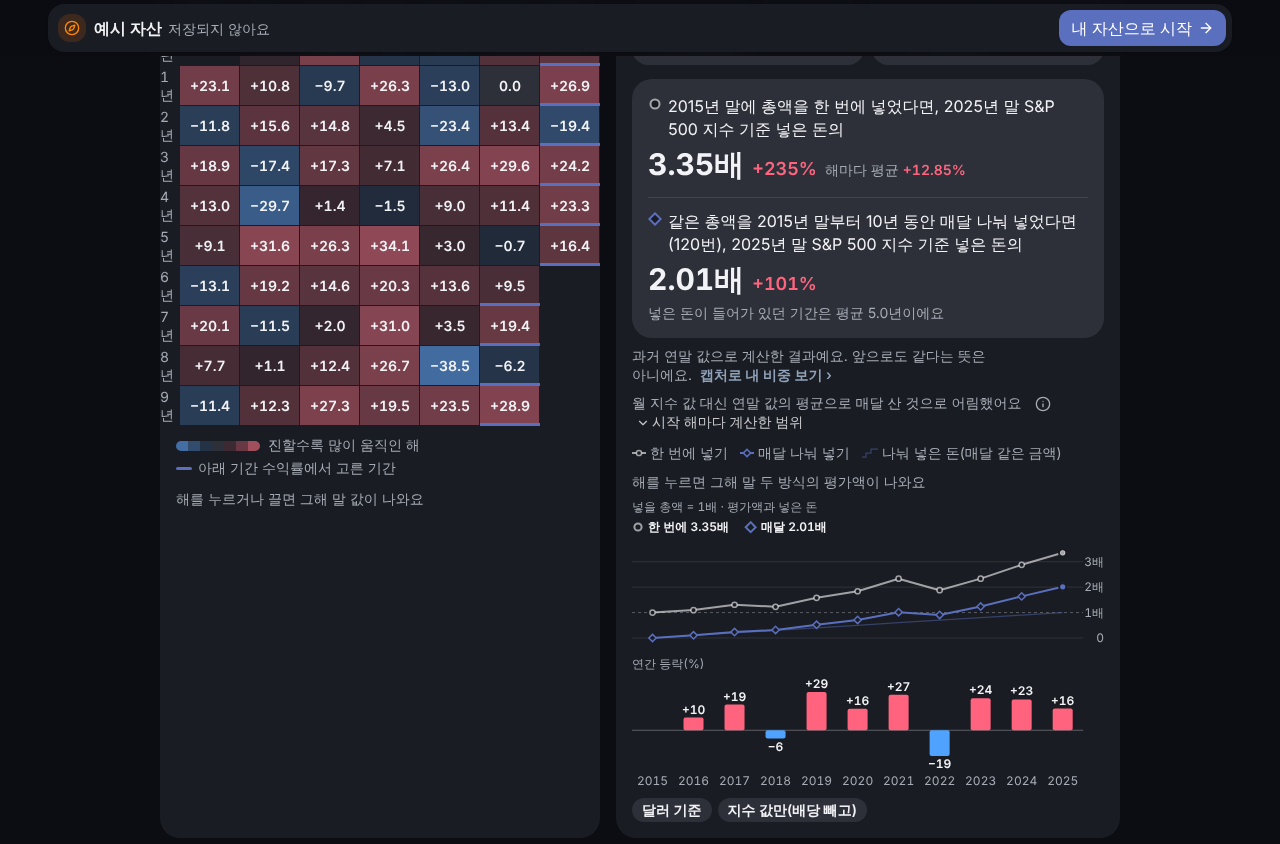 예시 자산 저장되지 않아요
내 자산으로 시작 →
년
1년 +23.1 +10.8 −9.7 +26.3 −13.0 0.0 +26.9
2년 −11.8 +15.6 +14.8 +4.5 −23.4 +13.4 −19.4
3년 +18.9 −17.4 +17.3 +7.1 +26.4 +29.6 +24.2
4년 +13.0 −29.7 +1.4 −1.5 +9.0 +11.4 +23.3
5년 +9.1 +31.6 +26.3 +34.1 +3.0 −0.7 +16.4
6년 −13.1 +19.2 +14.6 +20.3 +13.6 +9.5
7년 +20.1 −11.5 +2.0 +31.0 +3.5 +19.4
8년 +7.7 +1.1 +12.4 +26.7 −38.5 −6.2
9년 −11.4 +12.3 +27.3 +19.5 +23.5 +28.9
진할수록 많이 움직인 해
아래 기간 수익률에서 고른 기간
해를 누르거나 끌면 그해 말 값이 나와요
2015년 말에 총액을 한 번에 넣었다면, 2025년 말 S&P
500 지수 기준 넣은 돈의
3.35배 +235% 해마다 평균 +12.85%
같은 총액을 2015년 말부터 10년 동안 매달 나눠 넣었다면
(120번), 2025년 말 S&P 500 지수 기준 넣은 돈의
2.01배 +101%
넣은 돈이 들어가 있던 기간은 평균 5.0년이에요
과거 연말 값으로 계산한 결과예요. 앞으로도 같다는 뜻은
아니에요. 캡처로 내 비중 보기 ›
월 지수 값 대신 연말 값의 평균으로 매달 산 것으로 어림했어요
시작 해마다 계산한 범위
한 번에 넣기 매달 나눠 넣기 나눠 넣은 돈(매달 같은 금액)
해를 누르면 그해 말 두 방식의 평가액이 나와요
넣을 총액 = 1배 · 평가액과 넣은 돈
한 번에 3.35배 매달 2.01배
3배
2배
1배
0
연간 등락(%)
+10 +19 −6 +29 +16 +27 −19 +24 +23 +16
2015 2016 2017 2018 2019 2020 2021 2022 2023 2024 2025
달러 기준 지수 값만(배당 빼고)